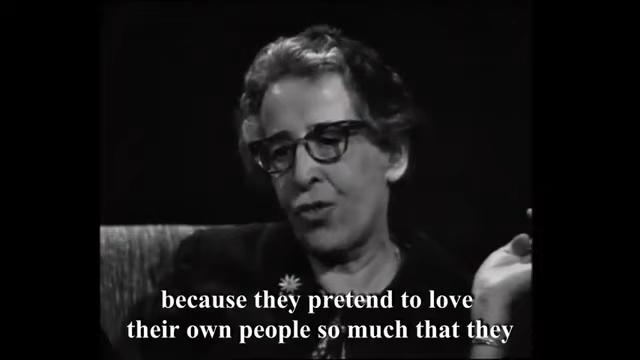 because they pretend to love
their own people so much that they